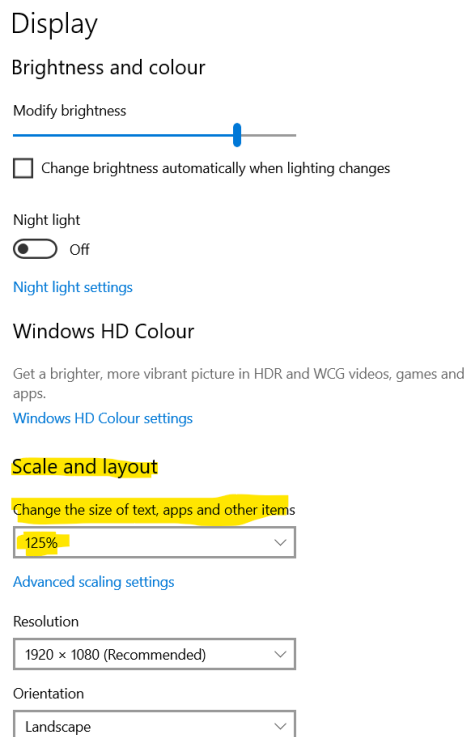 Display
Brightness and colour
Modify brightness
Change brightness automatically when lighting changes
Night light
Off
Night light settings
Windows HD Colour
Get a brighter, more vibrant picture in HDR and WCG videos, games and
apps.
Windows HD Colour settings
Scale and layout
Change the size of text, apps and other items
125%
Advanced scaling settings
Resolution
1920 × 1080 (Recommended)
Orientation
Landscape